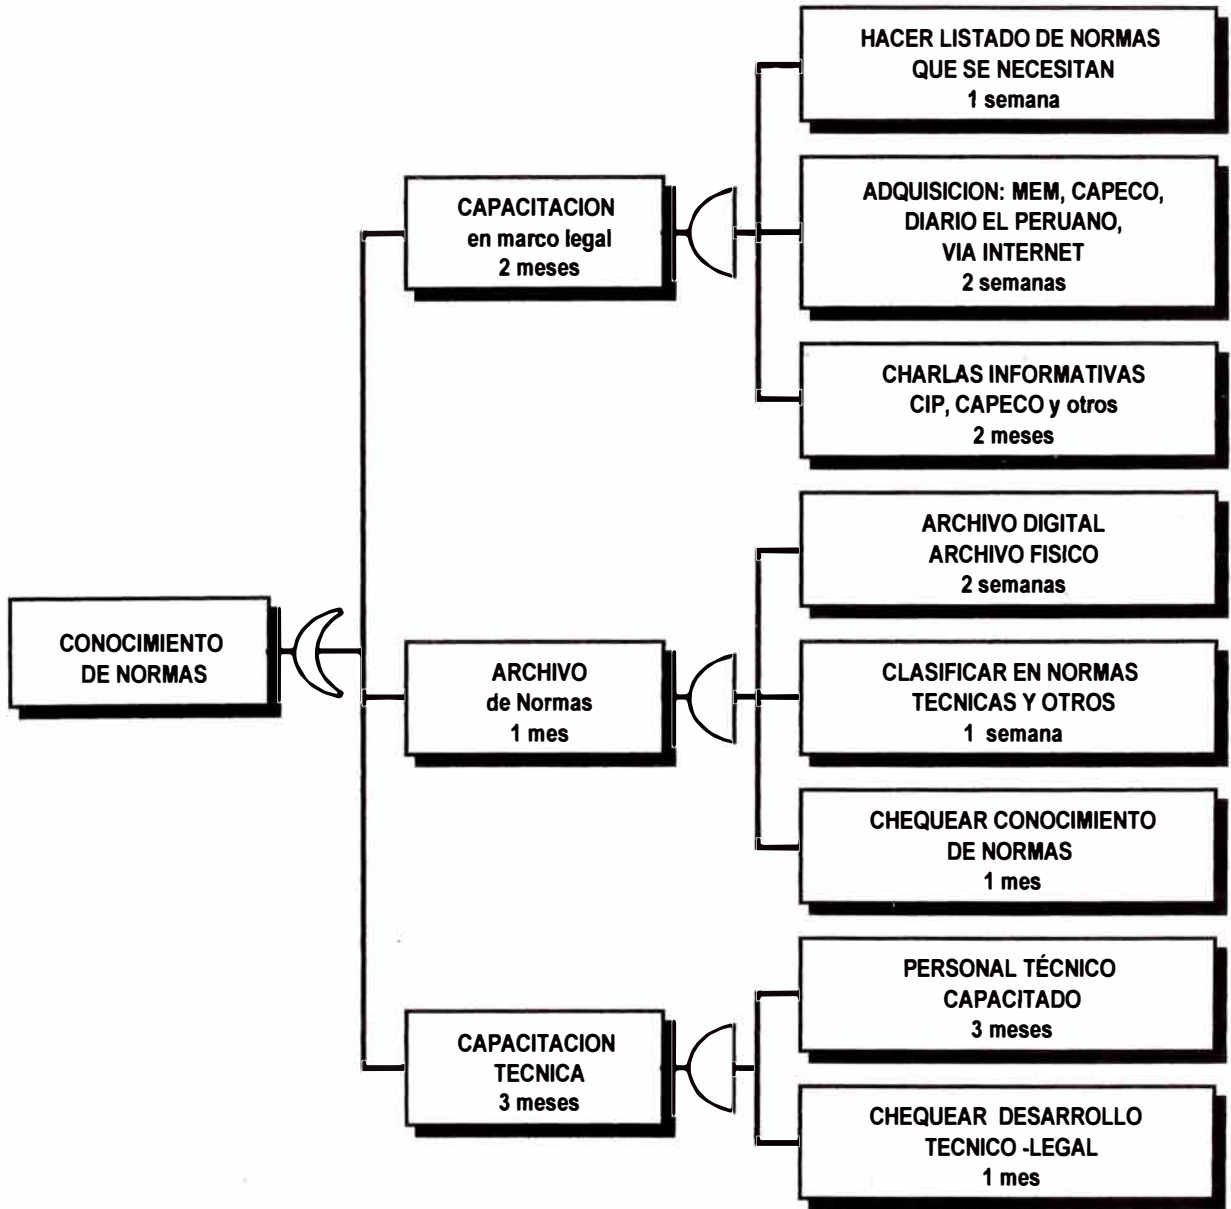 CONOCIMIENTO
DE NORMAS
CAPACITACION
en marco legal
2 meses
HACER LISTADO DE NORMAS
QUE SE NECESITAN
1 semana
ADQUISICION: MEM, CAPECO,
DIARIO EL PERUANO,
VIA INTERNET
2 semanas
CHARLAS INFORMATIVAS
CIP, CAPECO y otros
2 meses
ARCHIVO
de Normas
1 mes
ARCHIVO DIGITAL
ARCHIVO FISICO
2 semanas
CLASIFICAR EN NORMAS
TECNICAS Y OTROS
1 semana
CHEQUEAR CONOCIMIENTO
DE NORMAS
1 mes
CAPACITACION
TECNICA
3 meses
PERSONAL TÉCNICO
CAPACITADO
3 meses
CHEQUEAR DESARROLLO
TECNICO -LEGAL
1 mes